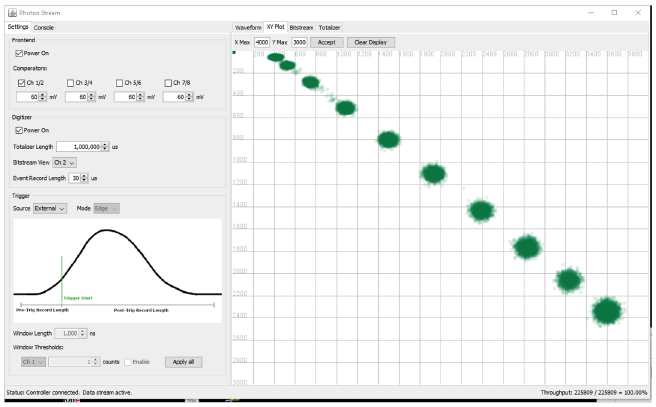 Photon Stream
Settings Console
Frontend
Power On
Comparators:
Ch 1/2 Ch 3/4 Ch 5/6 Ch 7/8
60 mV 60 mV 60 mV 60 mV
Digitizer
Power On
Totalizer Length 1,000,000 us
Bitstream View Ch 2
Event Record Length 30 us
Trigger
Source External Mode Edge
Trigger Start
Pre-Trig Record Length Post-Trig Record Length
Window Length 1,000 ns
Window Thresholds:
Ch 1 1 counts Enable Apply all
Waveform XY Plot Bitstream Totalizer
X Max 4000 Y Max 3000 Accept Clear Display
200 400 600 800 1000 1200 1400 1600 1800 2000 2200 2400 2600 2800 3000 3200 3400 3600 3800
200
400
600
800
1000
1200
1400
1600
1800
2000
2200
2400
2600
2800
3000
Status: Controller connected. Data stream active. Throughput: 225809 / 225809 = 100.00%